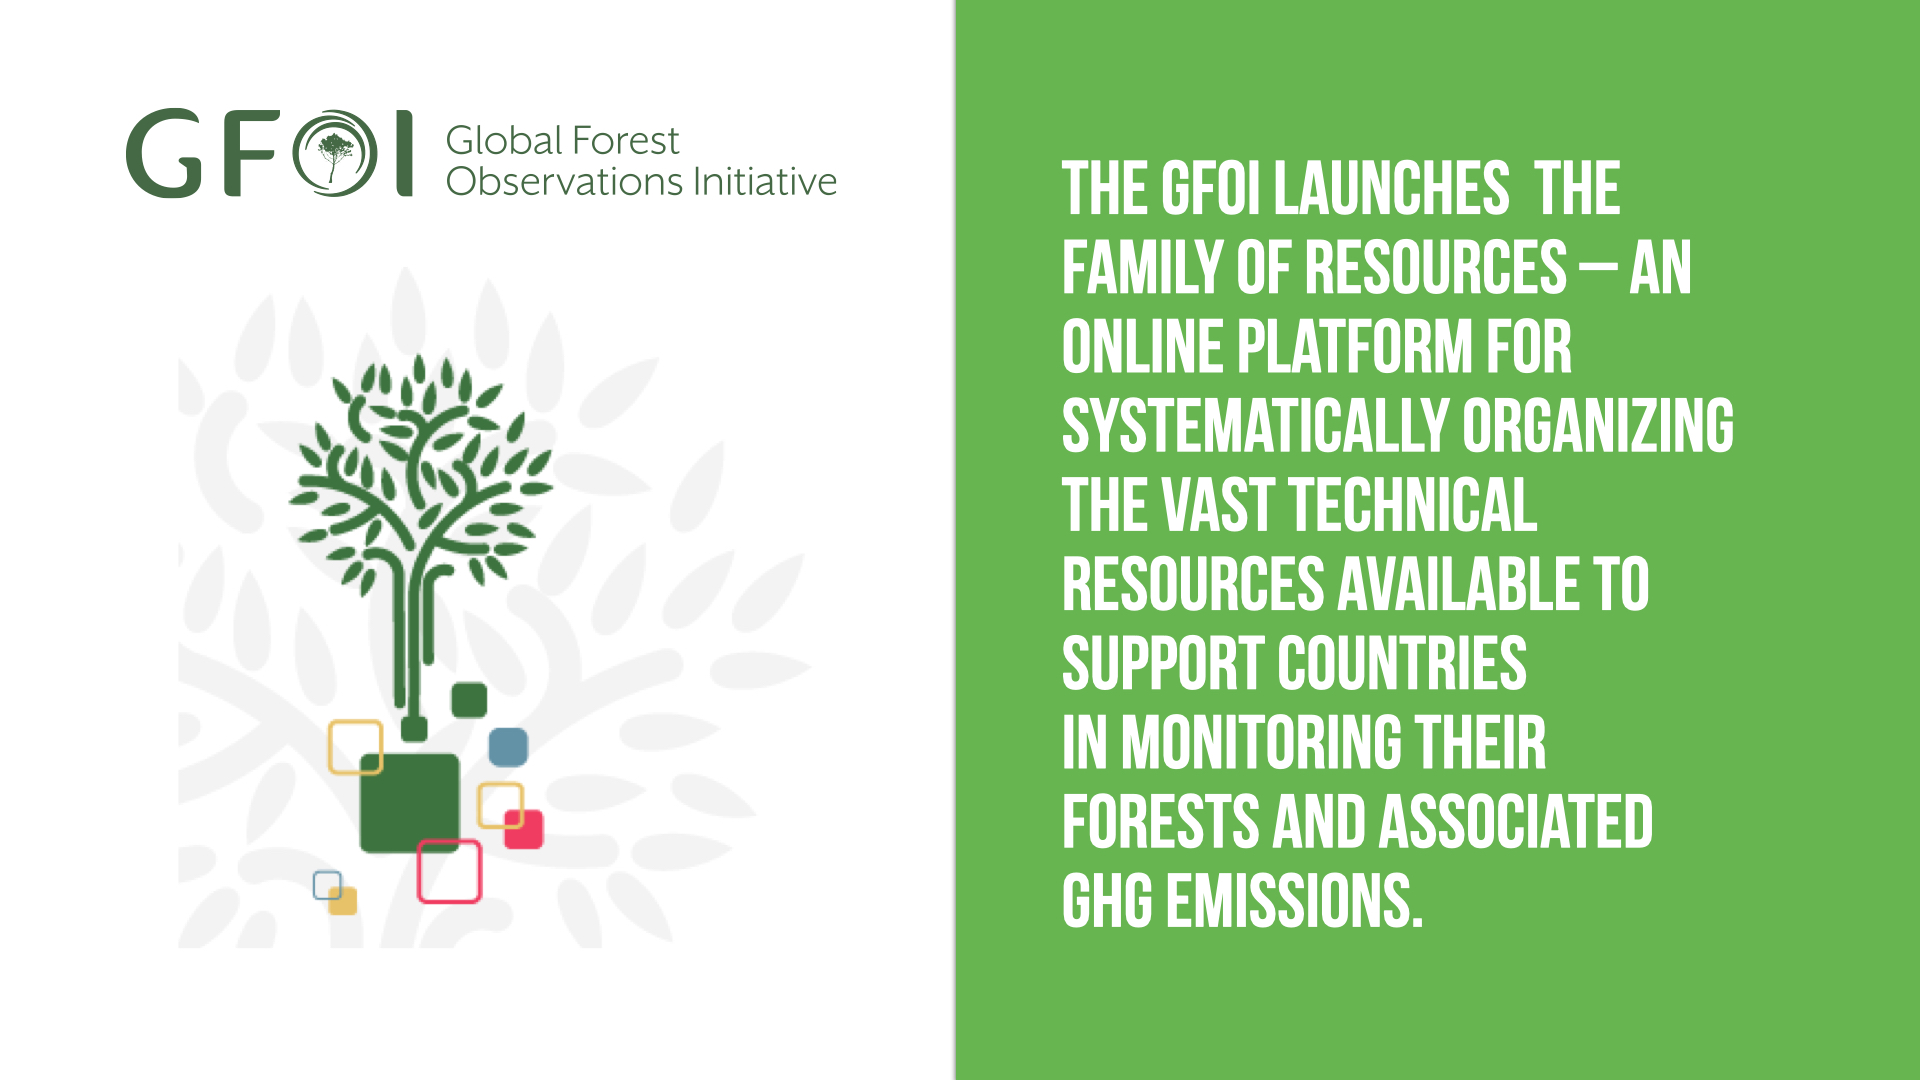 GFOI
Global Forest
Observations Initiative
THE GFOI LAUNCHES  THE
FAMILY OF RESOURCES – AN
ONLINE PLATFORM FOR
SYSTEMATICALLY ORGANIZING
THE VAST TECHNICAL
RESOURCES AVAILABLE TO
SUPPORT COUNTRIES
IN MONITORING THEIR
FORESTS AND ASSOCIATED
GHG EMISSIONS.